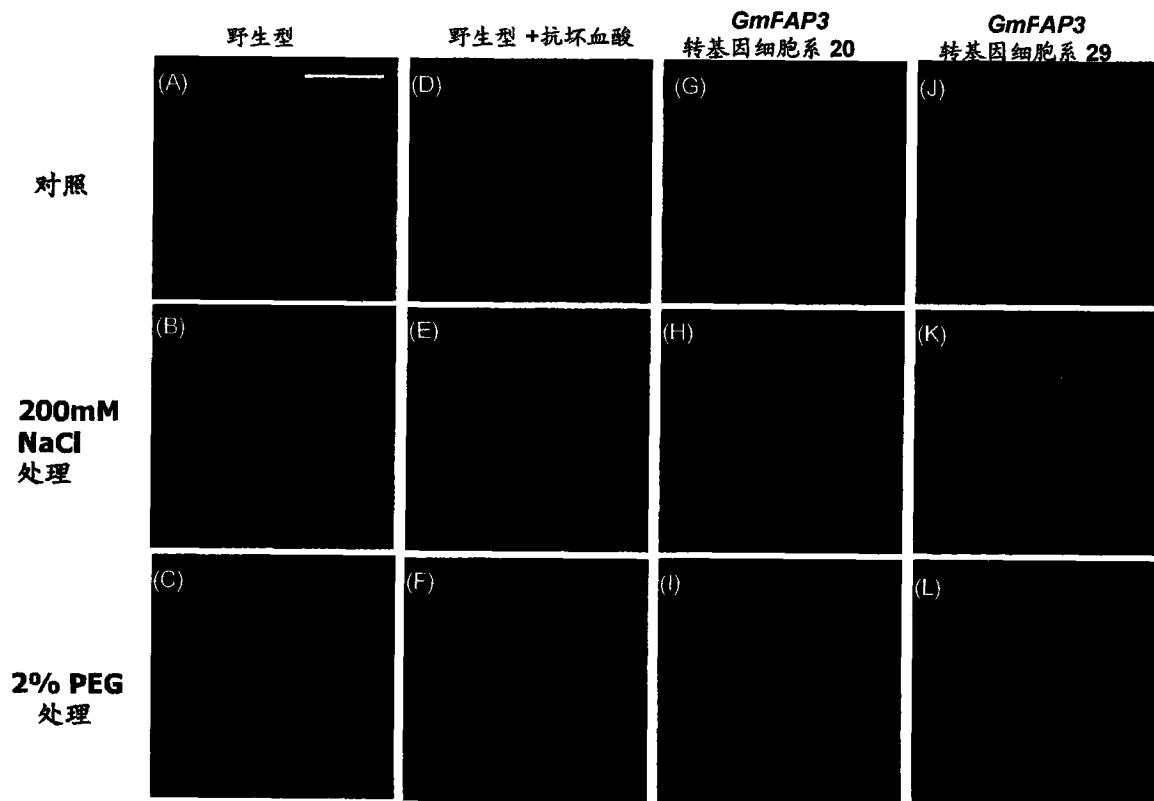 野生型
野生型 +抗坏血酸
GmFAP3
转基因细胞系 20
GmFAP3
转基因细胞系 29
对照
(A)
(D)
(G)
(J)
200mM
NaCl
处理
(B)
(E)
(H)
(K)
2% PEG
处理
(C)
(F)
(I)
(L)